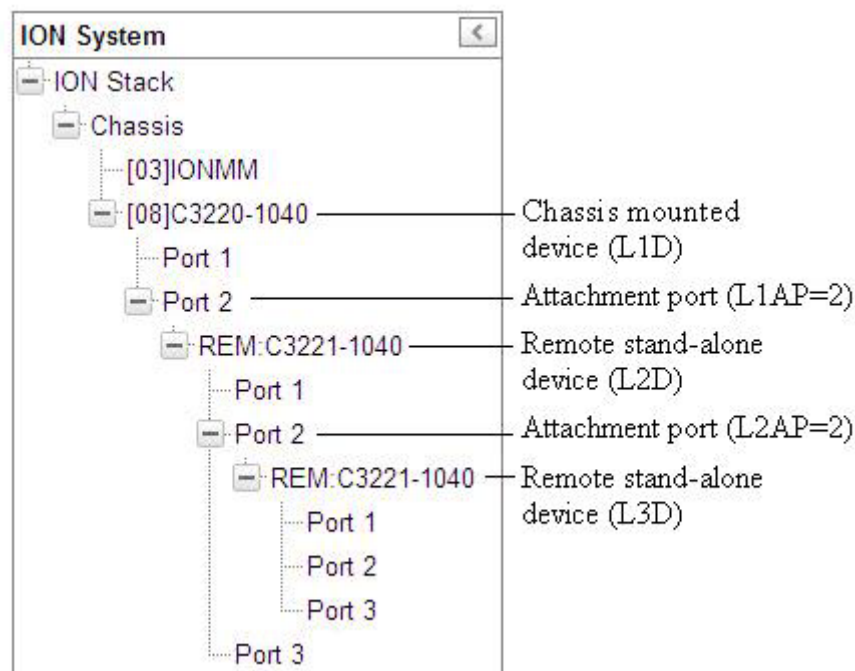 ION System
ION Stack
Chassis
[03]IONMM
[08]C3220-1040
Chassis mounted
device (L1D)
Port 1
Port 2
Attachment port (L1AP=2)
REM:C3221-1040
Remote stand-alone
device (L2D)
Port 1
Port 2
Attachment port (L2AP=2)
REM:C3221-1040
Remote stand-alone
device (L3D)
Port 1
Port 2
Port 3
Port 3